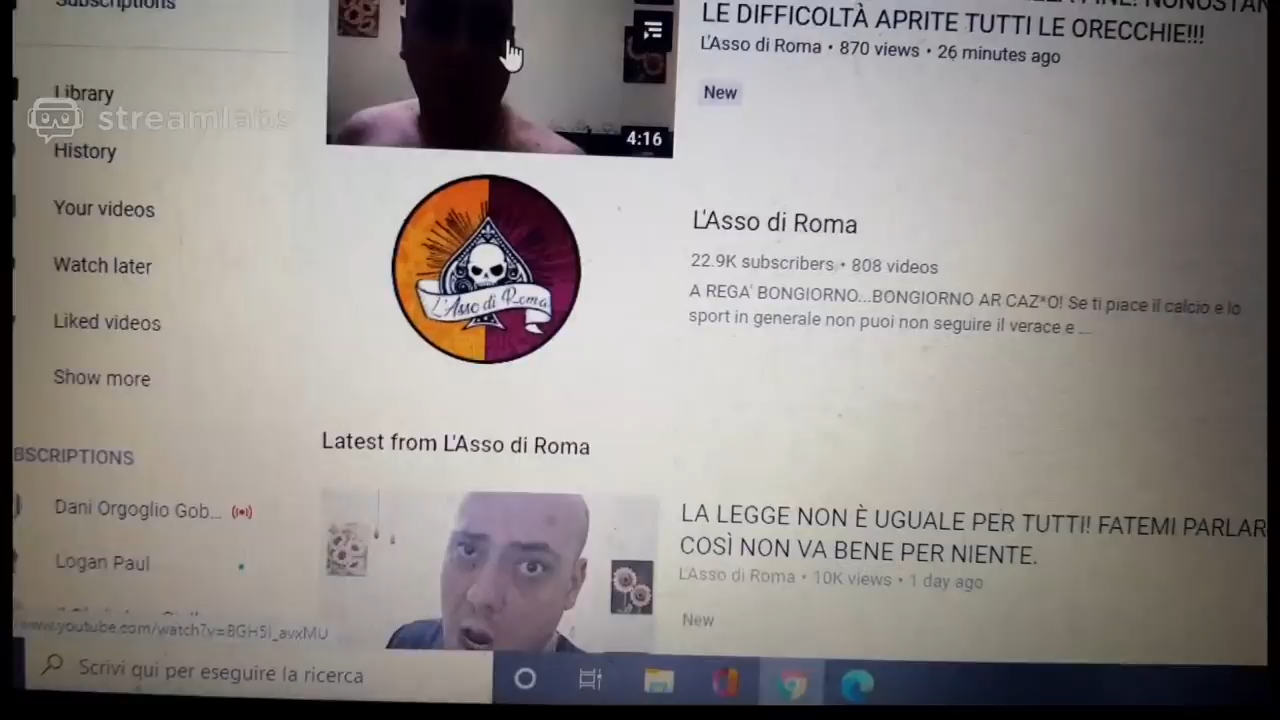 Subscriptions
LE DIFFICOLTÀ APRITE TUTTI LE ORECCHIE!!!
L'Asso di Roma • 870 views • 26 minutes ago
New
4:16
Library
streamlabs
History
Your videos
Watch later
Liked videos
Show more
L'Asso di Roma
L'Asso di Roma
22.9K subscribers • 808 videos
A REGA' BONGIORNO...BONGIORNO AR CAZ*O! Se ti piace il calcio e lo
sport in generale non puoi non seguire il verace e ...
Latest from L'Asso di Roma
BSCRIPTIONS
Dani Orgoglio Gob...
Logan Paul
LA LEGGE NON È UGUALE PER TUTTI! FATEMI PARLAR
COSÌ NON VA BENE PER NIENTE.
L'Asso di Roma • 10K views • 1 day ago
New
Scrivi qui per eseguire la ricerca